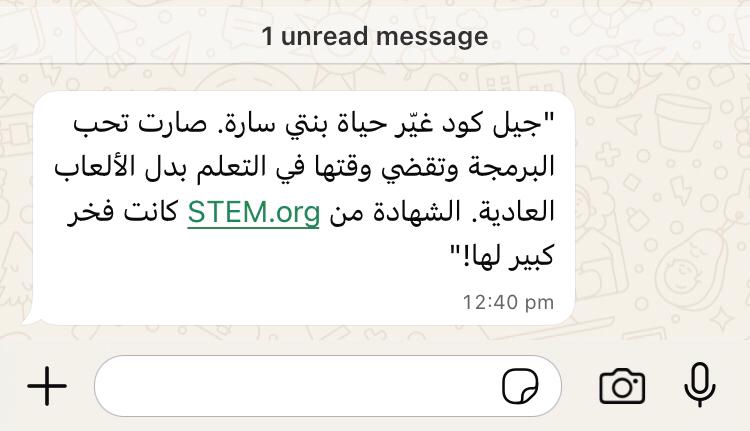 1 unread message
"جيل كود غيّر حياة بنتي سارة. صارت تحب
البرمجة وتقضي وقتها في التعلم بدل الألعاب
العادية. الشهادة من STEM.org كانت فخر
كبير لها!"
12:40 pm